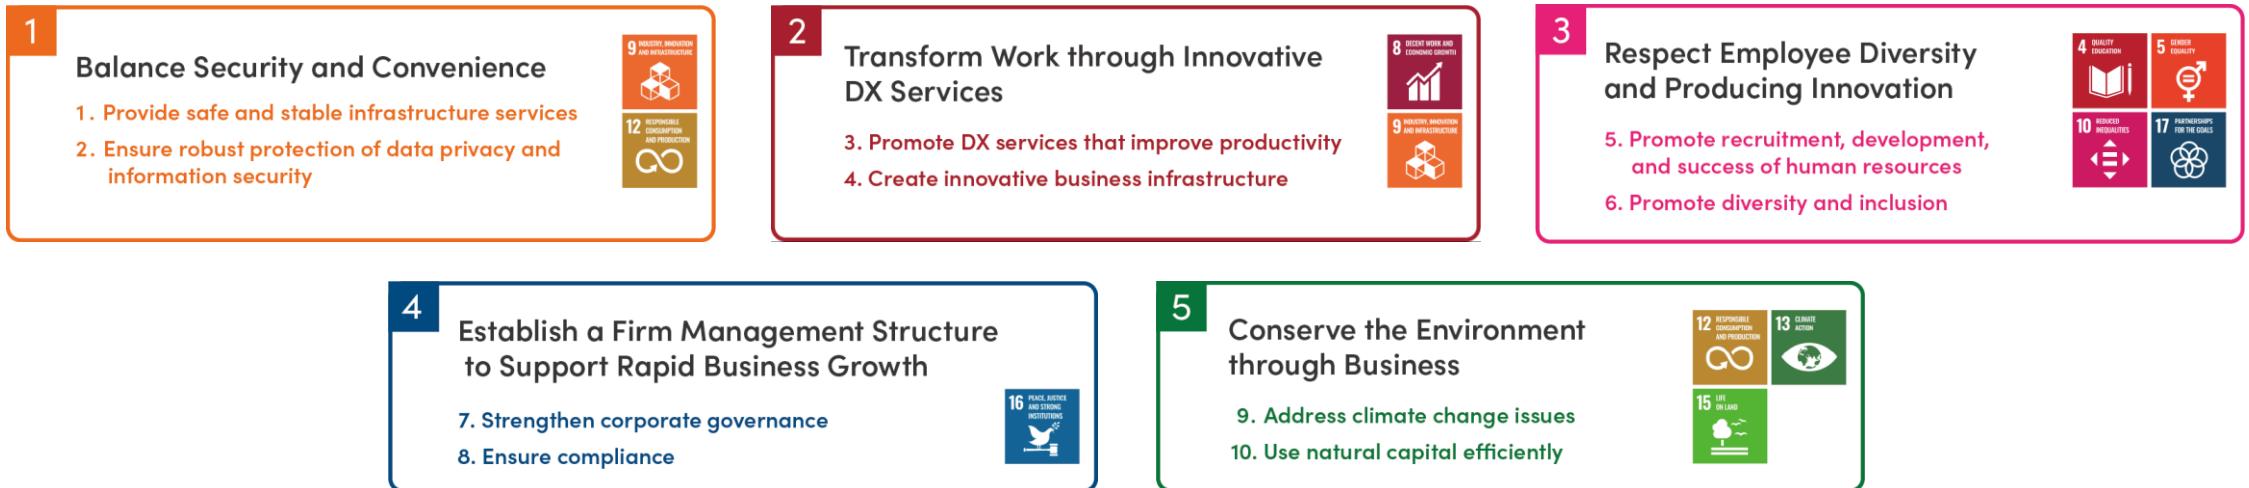 1
Balance Security and Convenience
1. Provide safe and stable infrastructure services
2. Ensure robust protection of data privacy and
information security
9 INDUSTRY, INNOVATION
AND INFRASTRUCTURE
12 RESPONSIBLE
CONSUMPTION
AND PRODUCTION
2
Transform Work through Innovative
DX Services
3. Promote DX services that improve productivity
4. Create innovative business infrastructure
8 DECENT WORK AND
ECONOMIC GROWTH
9 INDUSTRY, INNOVATION
AND INFRASTRUCTURE
3
Respect Employee Diversity
and Producing Innovation
5. Promote recruitment, development,
and success of human resources
6. Promote diversity and inclusion
4 QUALITY
EDUCATION
5 GENDER
EQUALITY
10 REDUCED
INEQUALITIES
17 PARTNERSHIPS
FOR THE GOALS
4
Establish a Firm Management Structure
to Support Rapid Business Growth
7. Strengthen corporate governance
8. Ensure compliance
16 PEACE, JUSTICE
AND STRONG
INSTITUTIONS
5
Conserve the Environment
through Business
9. Address climate change issues
10. Use natural capital efficiently
12 RESPONSIBLE
CONSUMPTION
AND PRODUCTION
13 CLIMATE
ACTION
15 LIFE
ON LAND